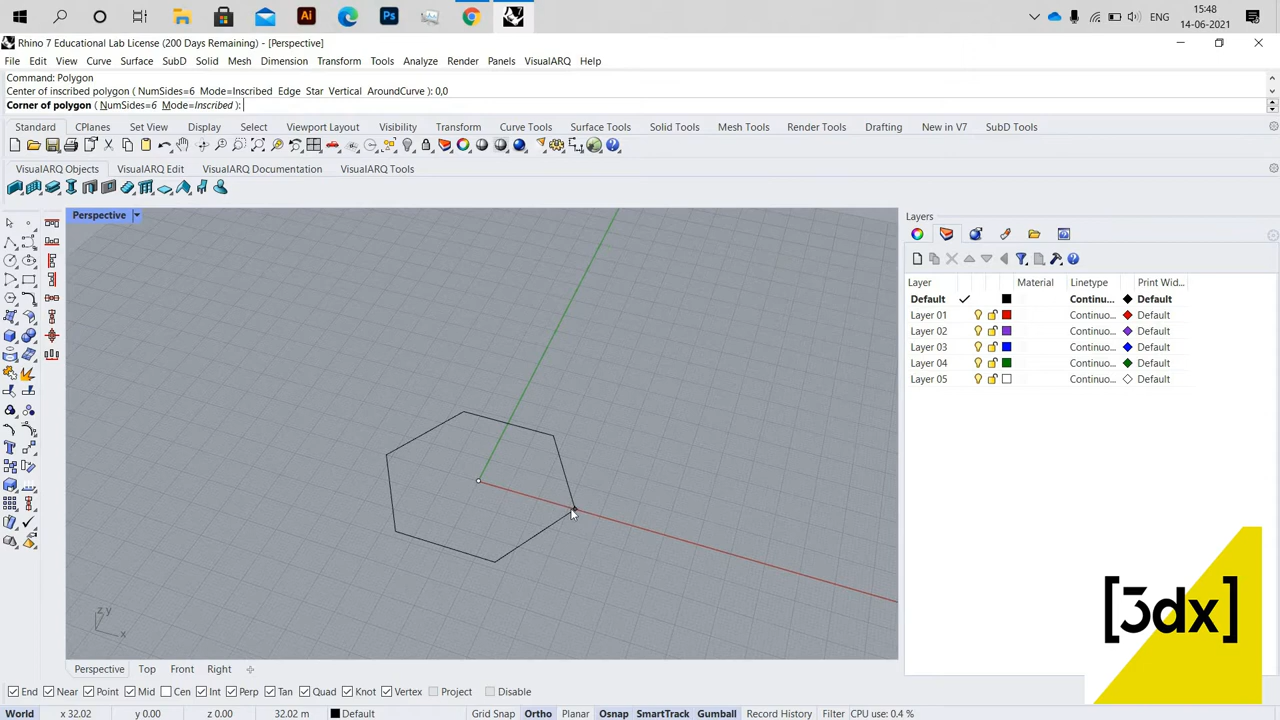 15:48
ENG
14-06-2021
Rhino 7 Educational Lab License (200 Days Remaining) - [Perspective]
File Edit View Curve Surface SubD Solid Mesh Dimension Transform Tools Analyze Render Panels VisualARQ Help
Command: Polygon
Center of inscribed polygon ( NumSides=6 Mode=Inscribed Edge Star Vertical AroundCurve ): 0,0
Corner of polygon ( NumSides=6 Mode=Inscribed ):
Standard CPlanes Set View Display Select Viewport Layout Visibility Transform Curve Tools Surface Tools Solid Tools Mesh Tools Render Tools Drafting New in V7 SubD Tools
VisualARQ Objects VisualARQ Edit VisualARQ Documentation VisualARQ Tools
Perspective
Layers
Layer Material Linetype Print Wid...
Default Continu... Default
Layer 01 Continuo... Default
Layer 02 Continuo... Default
Layer 03 Continuo... Default
Layer 04 Continuo... Default
Layer 05 Continuo... Default
[3dx]
z y
x
Perspective Top Front Right
End Near Point Mid Cen Int Perp Tan Quad Knot Vertex Project Disable
World x 32.02 y 0.00 z 0.00 32.02 m Default Grid Snap Ortho Planar Osnap SmartTrack Gumball Record History Filter CPU use: 0.4 %